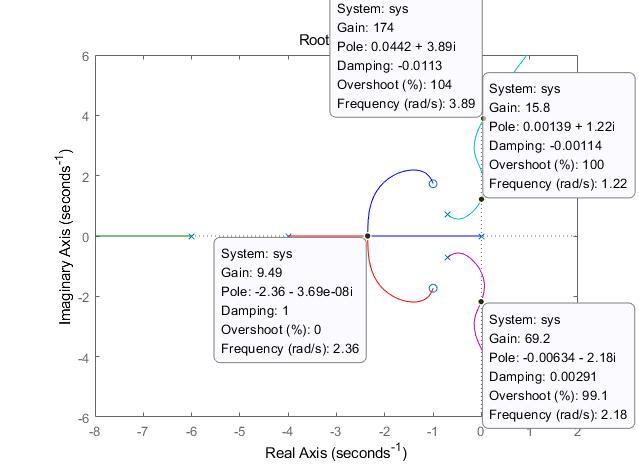 Root
System: sys
Gain: 174
Pole: 0.0442 + 3.89i
Damping: -0.0113
Overshoot (%): 104
Frequency (rad/s): 3.89
System: sys
Gain: 15.8
Pole: 0.00139 + 1.22i
Damping: -0.00114
Overshoot (%): 100
Frequency (rad/s): 1.22
System: sys
Gain: 9.49
Pole: -2.36 - 3.69e-08i
Damping: 1
Overshoot (%): 0
Frequency (rad/s): 2.36
System: sys
Gain: 69.2
Pole: -0.00634 - 2.18i
Damping: 0.00291
Overshoot (%): 99.1
Frequency (rad/s): 2.18
6
4
2
0
-2
-4
-6
Imaginary Axis (seconds⁻¹)
-8 -7 -6 -5 -4 -3 -2 -1 0 1 2
Real Axis (seconds⁻¹)